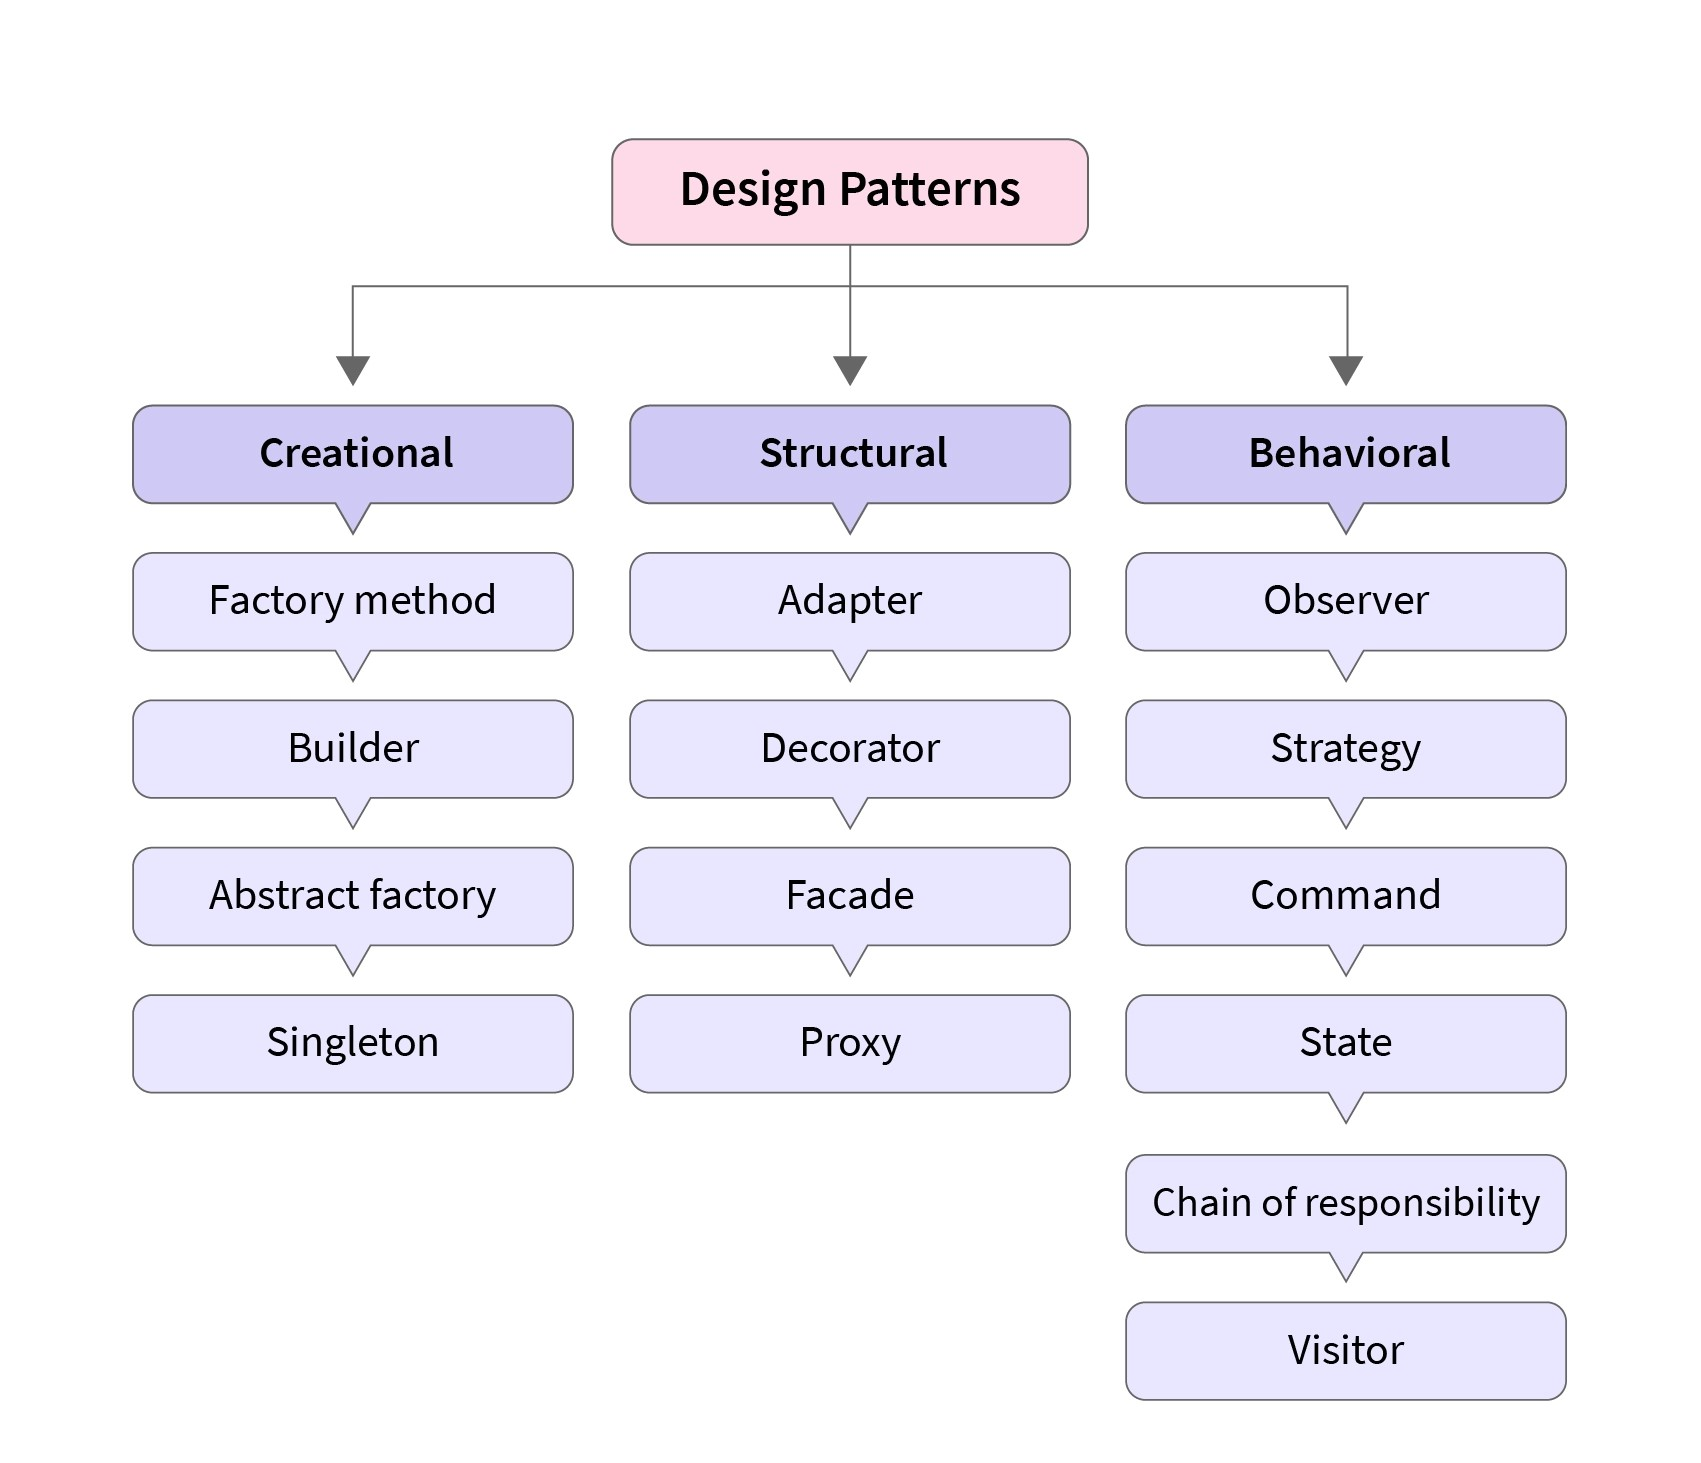 Design Patterns
Creational
Factory method
Builder
Abstract factory
Singleton
Structural
Adapter
Decorator
Facade
Proxy
Behavioral
Observer
Strategy
Command
State
Chain of responsibility
Visitor